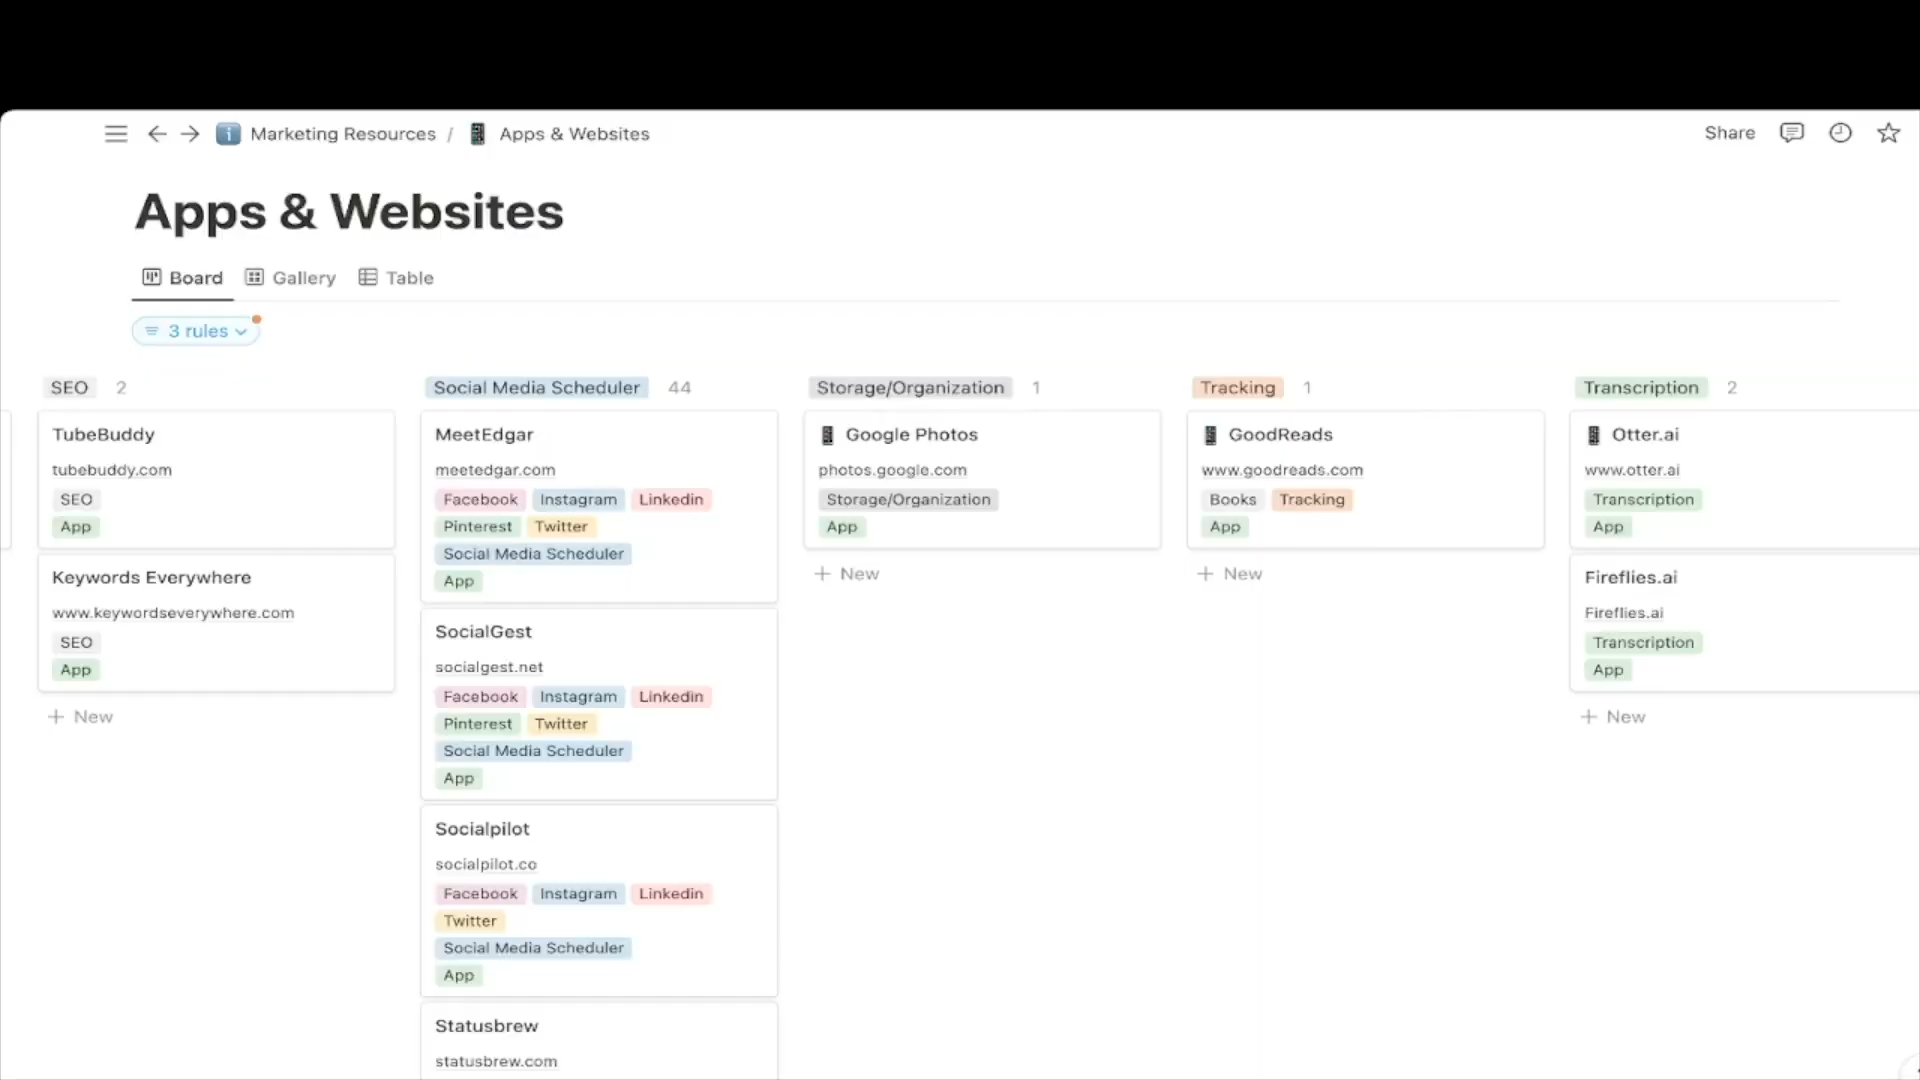 Marketing Resources / Apps & Websites
Share
Apps & Websites
Board Gallery Table
3 rules
SEO 2
TubeBuddy
tubebuddy.com
SEO
App
Keywords Everywhere
www.keywordseverywhere.com
SEO
App
+ New
Social Media Scheduler 44
MeetEdgar
meetedgar.com
Facebook Instagram Linkedin
Pinterest Twitter
Social Media Scheduler
App
SocialGest
socialgest.net
Facebook Instagram Linkedin
Pinterest Twitter
Social Media Scheduler
App
Socialpilot
socialpilot.co
Facebook Instagram Linkedin
Twitter
Social Media Scheduler
App
Statusbrew
statusbrew.com
Storage/Organization 1
Google Photos
photos.google.com
Storage/Organization
App
+ New
Tracking 1
GoodReads
www.goodreads.com
Books Tracking
App
+ New
Transcription 2
Otter.ai
www.otter.ai
Transcription
App
Fireflies.ai
Fireflies.ai
Transcription
App
+ New